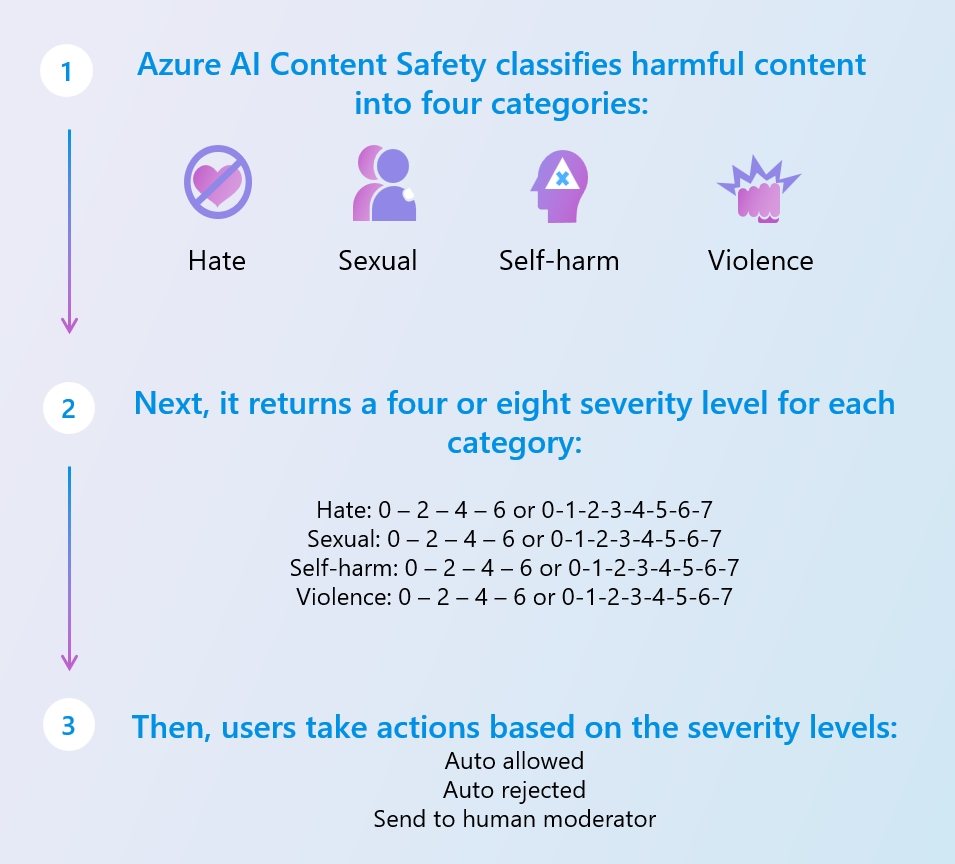 1
Azure AI Content Safety classifies harmful content
into four categories:
Hate
Sexual
Self-harm
Violence
2
Next, it returns a four or eight severity level for each
category:
Hate: 0 – 2 – 4 – 6 or 0-1-2-3-4-5-6-7
Sexual: 0 – 2 – 4 – 6 or 0-1-2-3-4-5-6-7
Self-harm: 0 – 2 – 4 – 6 or 0-1-2-3-4-5-6-7
Violence: 0 – 2 – 4 – 6 or 0-1-2-3-4-5-6-7
3
Then, users take actions based on the severity levels:
Auto allowed
Auto rejected
Send to human moderator